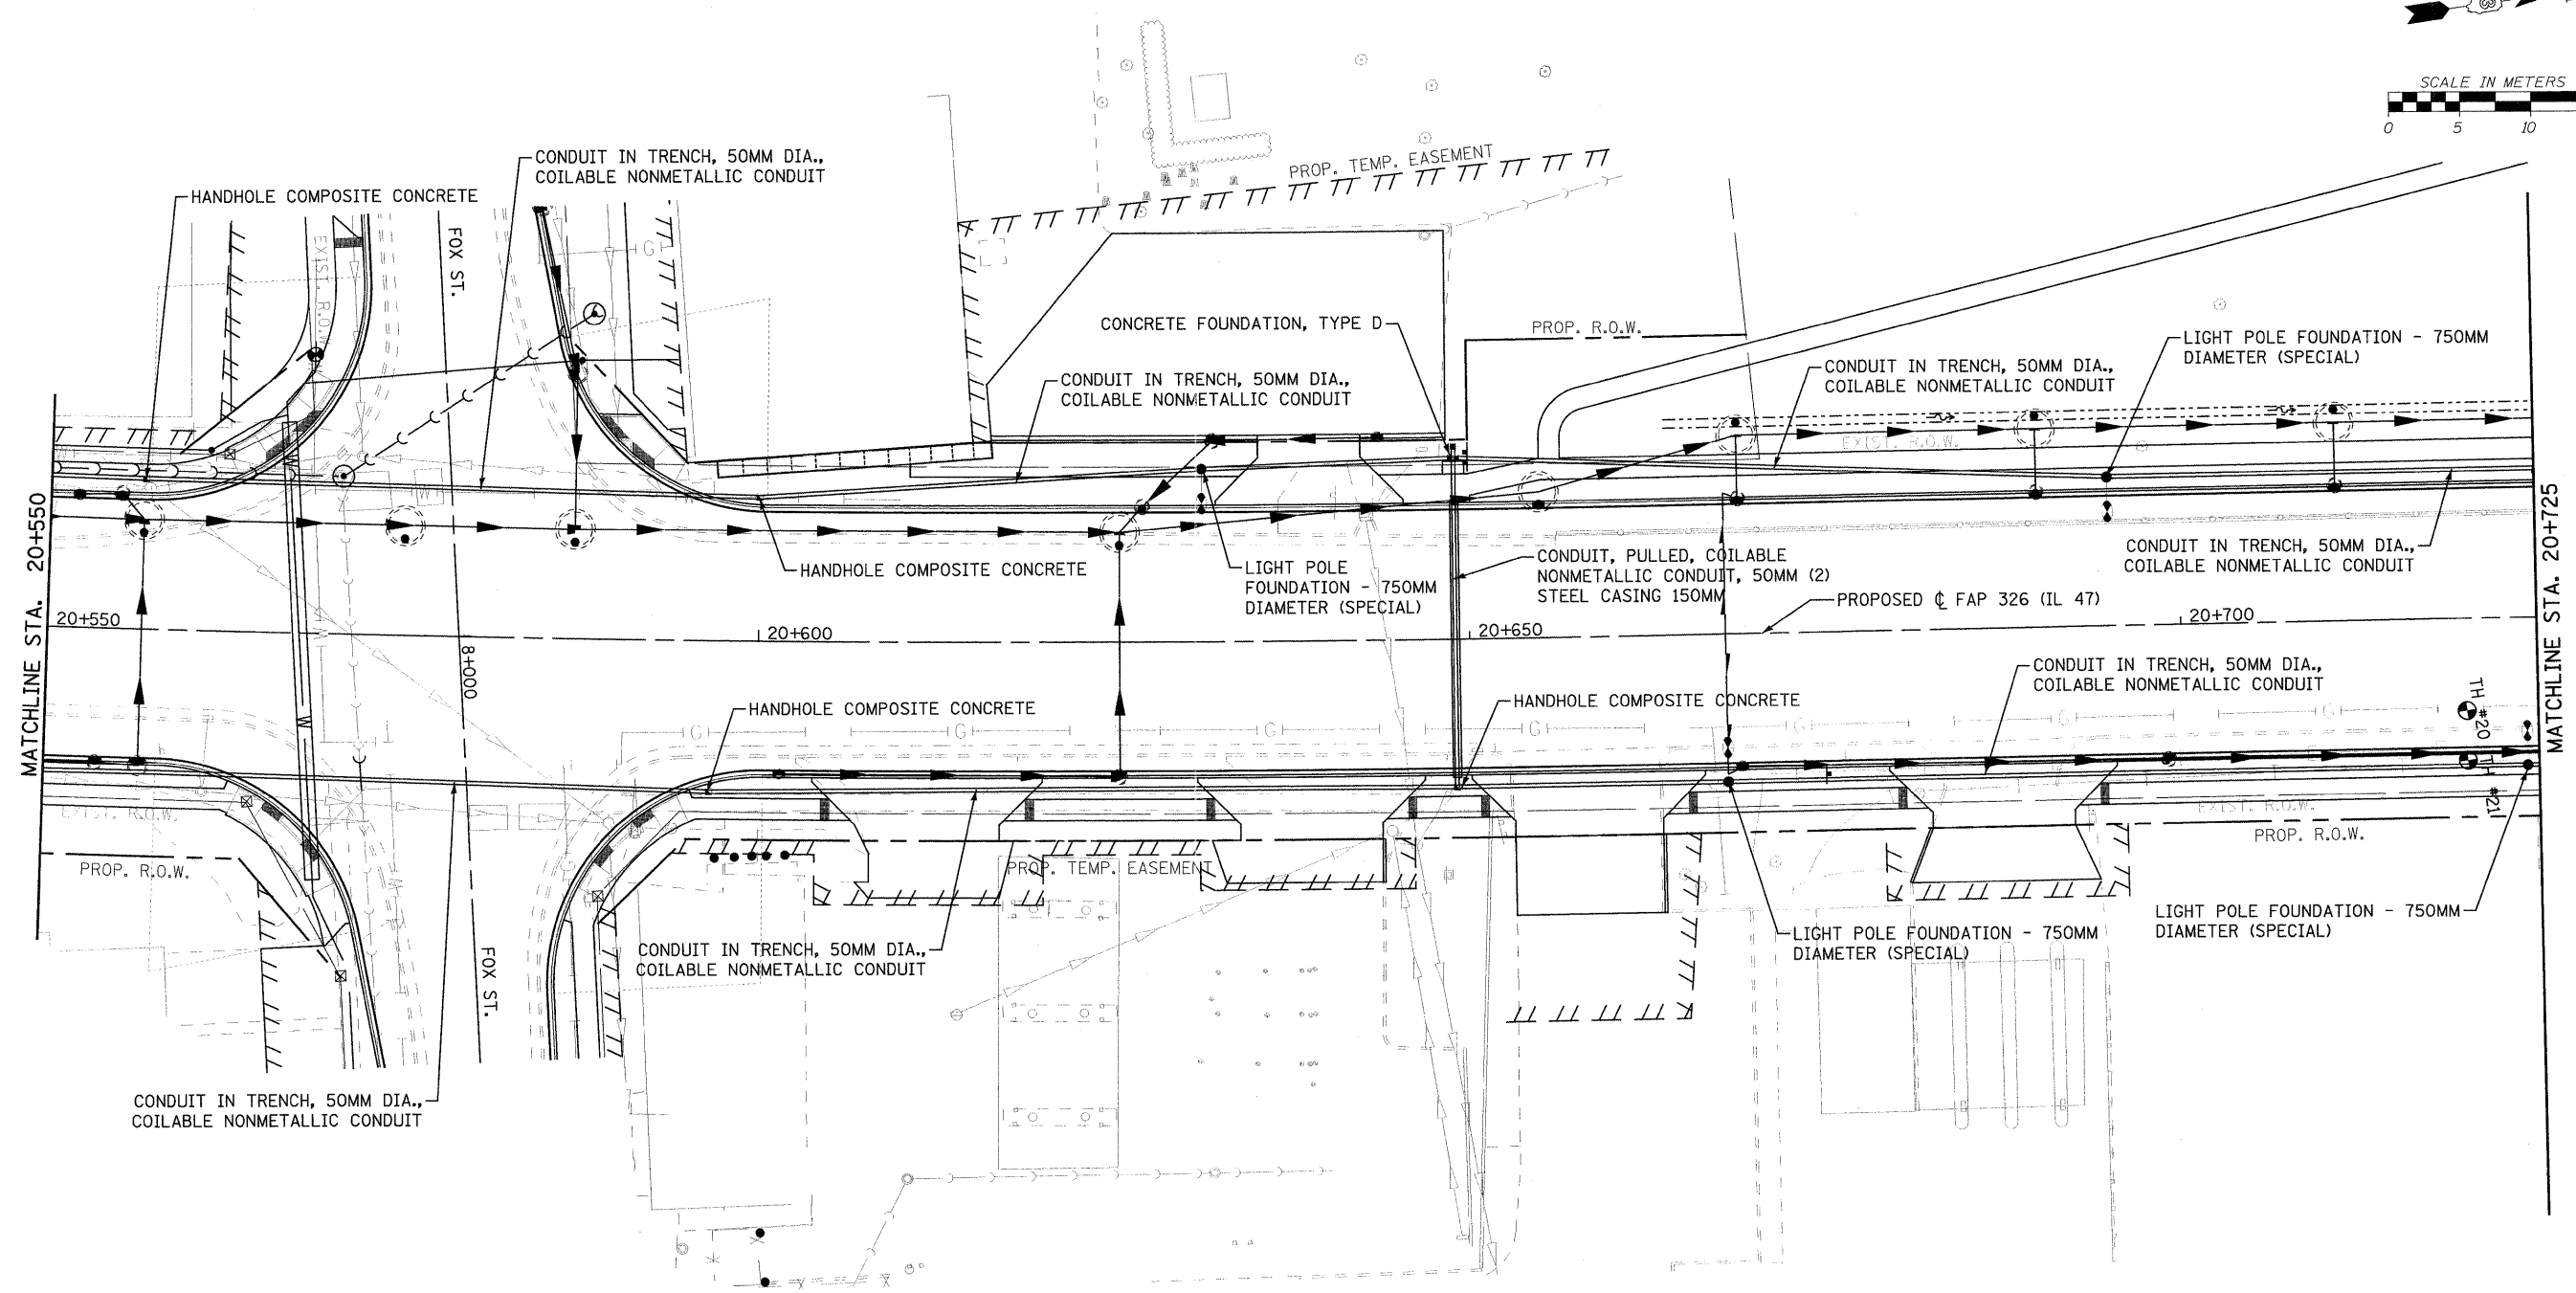 SCALE IN METERS
0 5 10
CONDUIT IN TRENCH, 50MM DIA.,
COILABLE NONMETALLIC CONDUIT
HANDHOLE COMPOSITE CONCRETE
PROP. TEMP. EASEMENT
EXIST. R.O.W.
FOX ST.
G
CONCRETE FOUNDATION, TYPE D
PROP. R.O.W.
LIGHT POLE FOUNDATION - 750MM
DIAMETER (SPECIAL)
CONDUIT IN TRENCH, 50MM DIA.,
COILABLE NONMETALLIC CONDUIT
CONDUIT IN TRENCH, 50MM DIA.,
COILABLE NONMETALLIC CONDUIT
EXIST. R.O.W.
W
MATCHLINE STA. 20+550
MATCHLINE STA. 20+725
HANDHOLE COMPOSITE CONCRETE
LIGHT POLE
FOUNDATION - 750MM
DIAMETER (SPECIAL)
CONDUIT, PULLED, COILABLE
NONMETALLIC CONDUIT, 50MM (2)
STEEL CASING 150MM
CONDUIT IN TRENCH, 50MM DIA.,
COILABLE NONMETALLIC CONDUIT
PROPOSED ℄ FAP 326 (IL 47)
20+550
20+600
20+650
20+700
8+000
CONDUIT IN TRENCH, 50MM DIA.,
COILABLE NONMETALLIC CONDUIT
HANDHOLE COMPOSITE CONCRETE
HANDHOLE COMPOSITE CONCRETE
TH #20
W
G
G
G
G
G
G
TH #21
EXIST. R.O.W.
EXIST. R.O.W.
PROP. R.O.W.
PROP. R.O.W.
PROP. TEMP. EASEMENT
LIGHT POLE FOUNDATION - 750MM
DIAMETER (SPECIAL)
LIGHT POLE FOUNDATION - 750MM
DIAMETER (SPECIAL)
CONDUIT IN TRENCH, 50MM DIA.,
COILABLE NONMETALLIC CONDUIT
FOX ST.
CONDUIT IN TRENCH, 50MM DIA.,
COILABLE NONMETALLIC CONDUIT